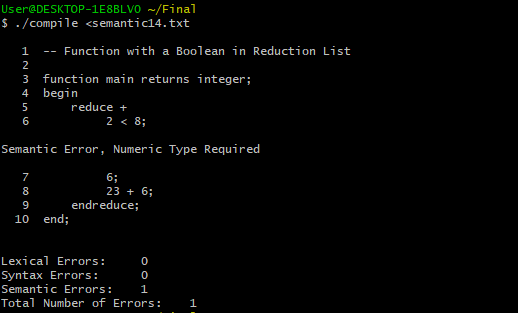 User@DESKTOP-1E8BLVO ~/Final
$ ./compile <semantic14.txt
1 -- Function with a Boolean in Reduction List
2
3 function main returns integer;
4 begin
5 reduce +
6 2 < 8;
Semantic Error, Numeric Type Required
7 6;
8 23 + 6;
9 endreduce;
10 end;
Lexical Errors: 0
Syntax Errors: 0
Semantic Errors: 1
Total Number of Errors: 1